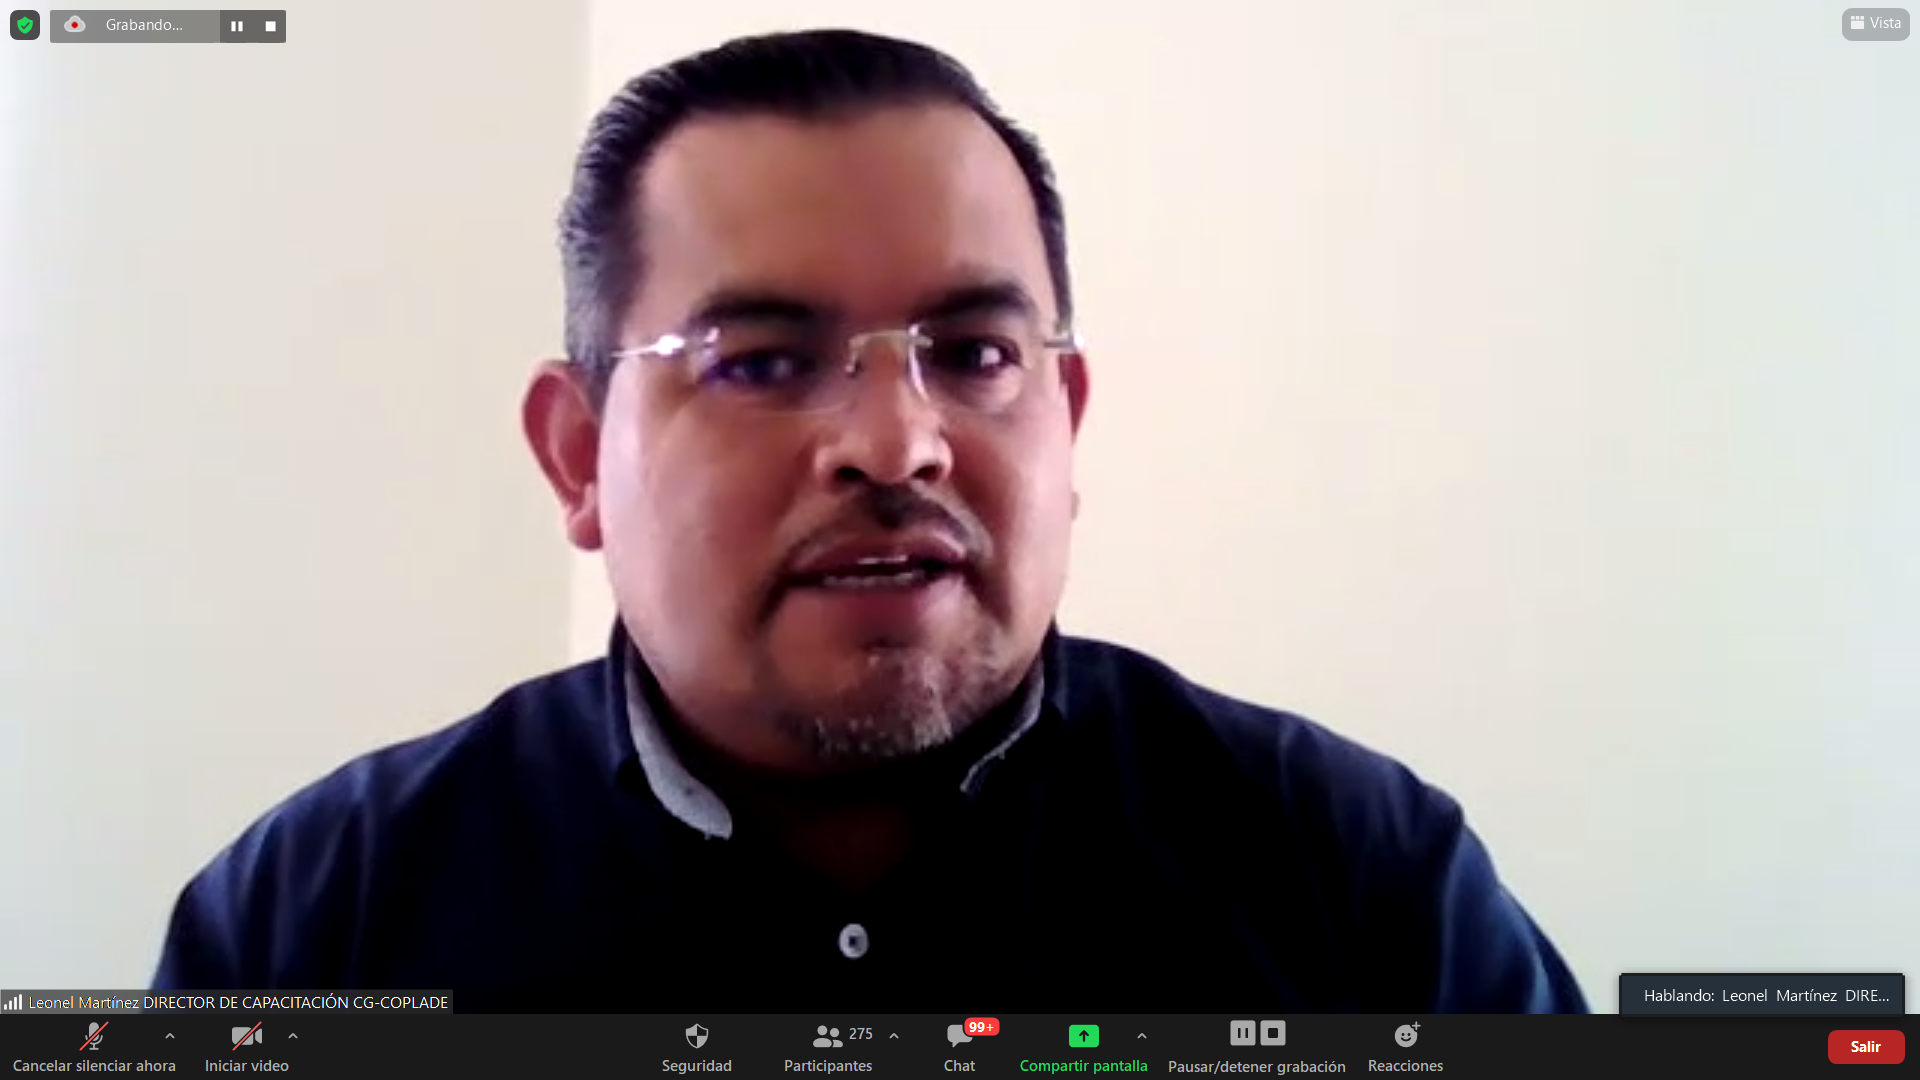 Grabando...
Vista
Leonel Martínez DIRECTOR DE CAPACITACIÓN CG-COPLADE
Hablando: Leonel Martínez DIRE...
Cancelar silenciar ahora
Iniciar video
Seguridad
Participantes
275
Chat
99+
Compartir pantalla
Pausar/detener grabación
Reacciones
Salir